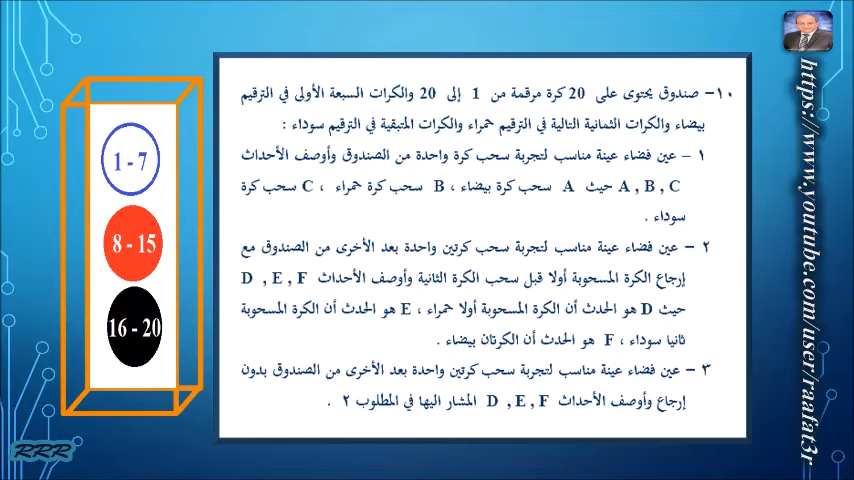 ١٠– صندوق يحتوى على 20 كرة مرقمة من 1 إلى 20 والكرات السبعة الأولى في الترقيم
بيضاء والكرات الثمانية التالية في الترقيم حمراء والكرات المتبقية في الترقيم سوداء :
١ – عين فضاء عينة مناسب لتجربة سحب كرة واحدة من الصندوق وأوصف الأحداث
A , B , C حيث A سحب كرة بيضاء ، B سحب كرة حمراء ، C سحب كرة
سوداء .
٢ – عين فضاء عينة مناسب لتجربة سحب كرتين واحدة بعد الأخرى من الصندوق مع
إرجاع الكرة المسحوبة أولا قبل سحب الكرة الثانية وأوصف الأحداث D , E , F
حيث D هو الحدث أن الكرة المسحوبة أولا حمراء ، E هو الحدث أن الكرة المسحوبة
ثانيا سوداء ، F هو الحدث أن الكرتان بيضاء .
٣ – عين فضاء عينة مناسب لتجربة سحب كرتين واحدة بعد الأخرى من الصندوق بدون
إرجاع وأوصف الأحداث D , E , F المشار اليها في المطلوب ٢ .
1 - 7
8 - 15
16 - 20
https://www.youtube.com/user/raafat3r
RRR